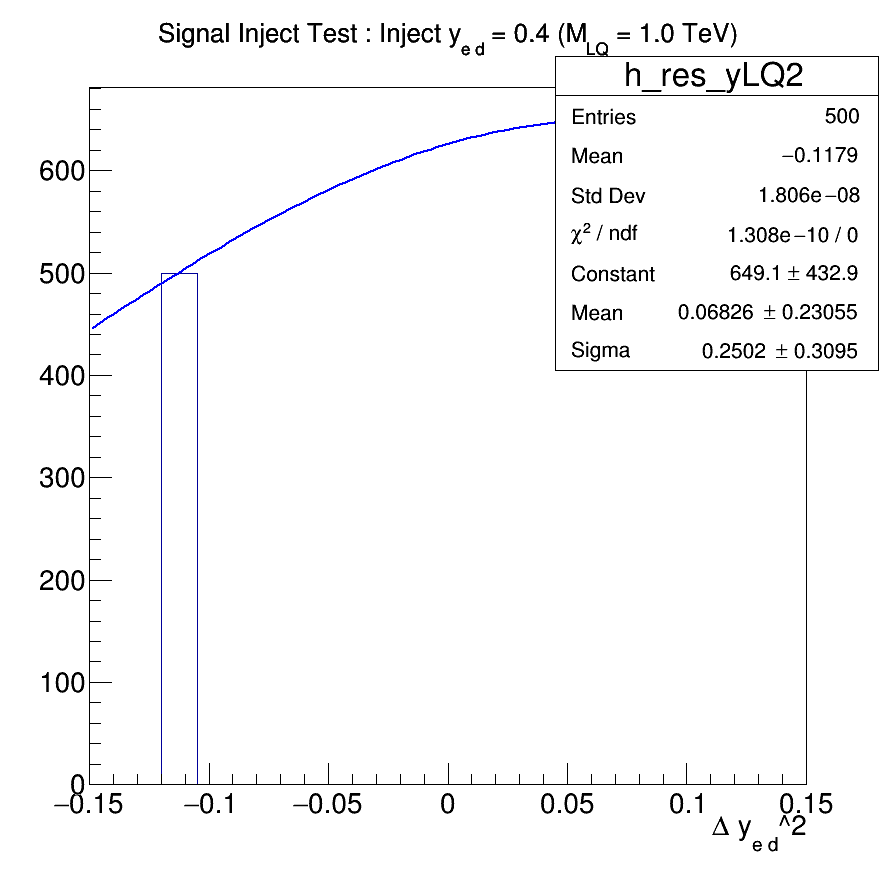 Signal Inject Test : Inject y_{e d} = 0.4 (M_{LQ} = 1.0 TeV)
h_res_yLQ2
Entries 500
Mean −0.1179
Std Dev 1.806e−08
χ² / ndf 1.308e−10 / 0
Constant 649.1 ± 432.9
Mean 0.06826 ± 0.23055
Sigma 0.2502 ± 0.3095
600
500
400
300
200
100
0
−0.15 −0.1 −0.05 0 0.05 0.1 0.15
Δ y_{e d}^2